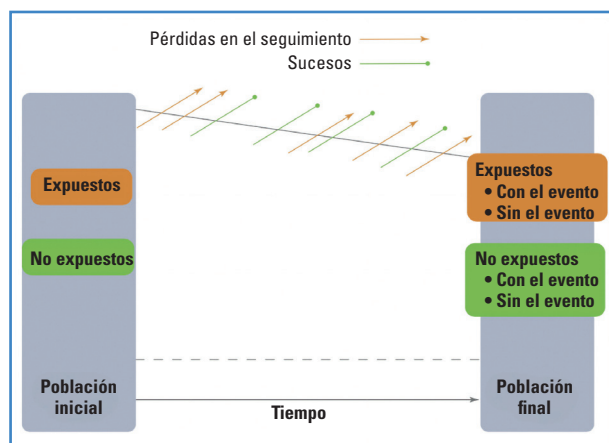 Pérdidas en el seguimiento
Sucesos
Expuestos
No expuestos
Expuestos
• Con el evento
• Sin el evento
No expuestos
• Con el evento
• Sin el evento
Población
inicial
Tiempo
Población
final